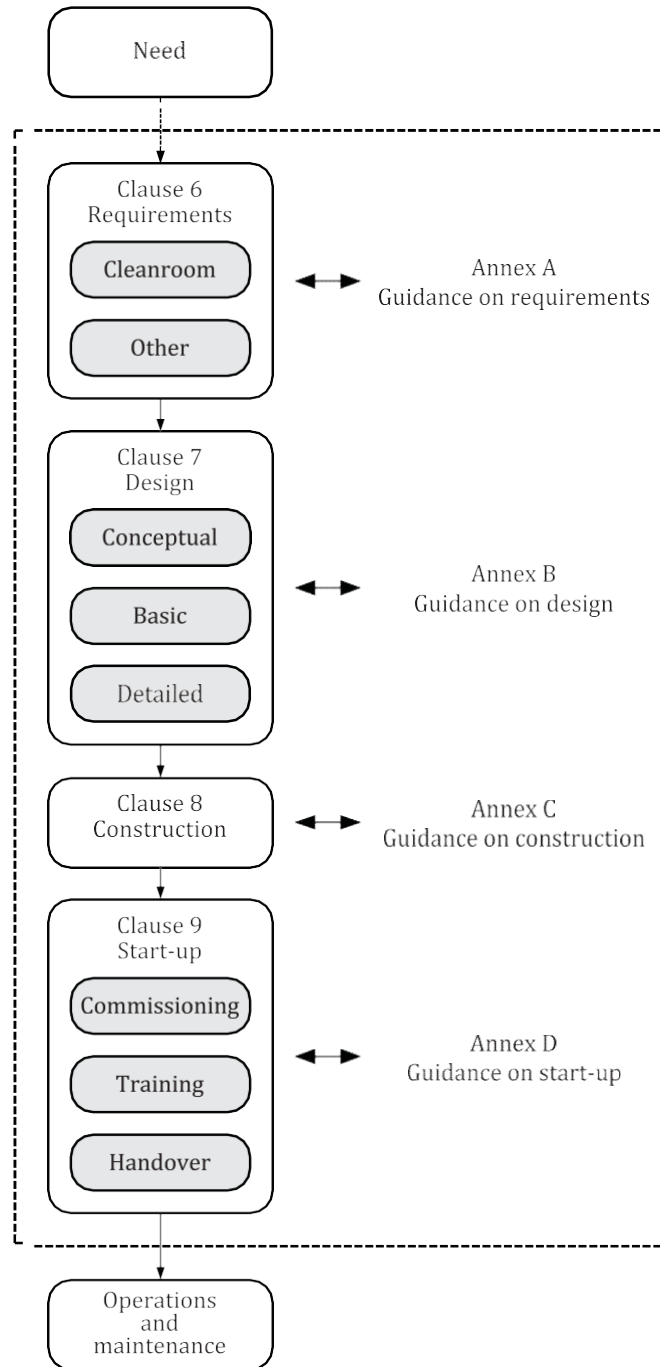 Need
Clause 6
Requirements
Cleanroom
Other
Annex A
Guidance on requirements
Clause 7
Design
Conceptual
Basic
Detailed
Annex B
Guidance on design
Clause 8
Construction
Annex C
Guidance on construction
Clause 9
Start-up
Commissioning
Training
Handover
Annex D
Guidance on start-up
Operations
and
maintenance